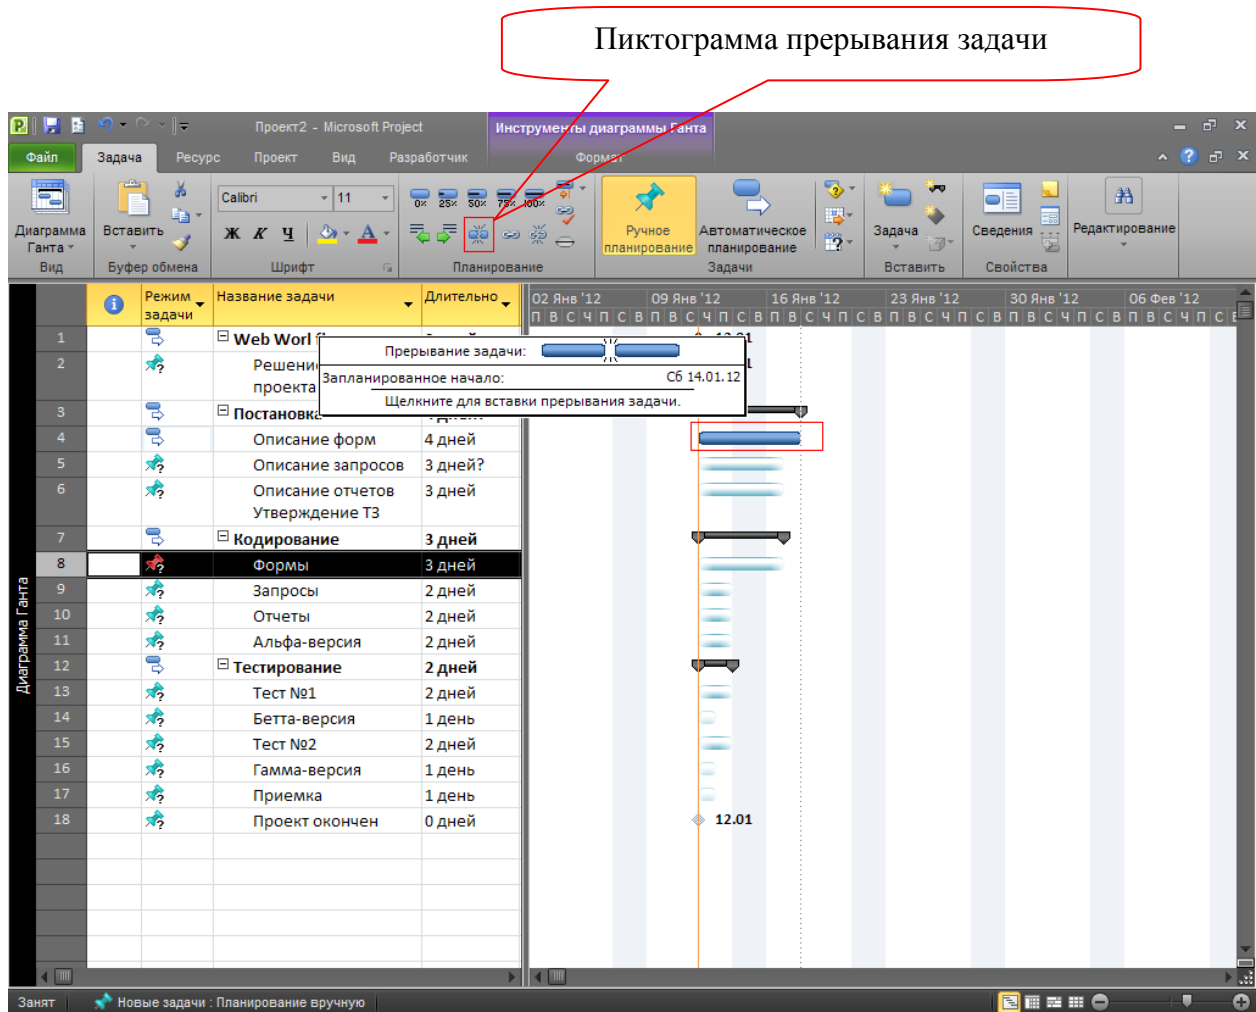 Пиктограмма прерывания задачи
Проект2 - Microsoft Project
Инструменты диаграммы Ганта
Файл Задача Ресурс Проект Вид Разработчик Формат
Calibri 11
0× 25× 50× 75× 100×
Ж К Ч А
Диаграмма Ганта
Вставить
Ручное планирование
Автоматическое планирование
Задача
Сведения
Редактирование
Вид Буфер обмена Шрифт Планирование Задачи Вставить Свойства
Режим задачи Название задачи Длительно
02 Янв '12 09 Янв '12 16 Янв '12 23 Янв '12 30 Янв '12 06 Фев '12
П В С Ч П С В П В С Ч П С В П В С Ч П С В П В С Ч П С В П В С Ч П С В П В С Ч П С
1 Web Worl
Прерывание задачи:
Запланированное начало: Сб 14.01.12
Щелкните для вставки прерывания задачи.
2 Решени
проекта
3 Постановка
4 Описание форм 4 дней
5 Описание запросов 3 дней?
6 Описание отчетов 3 дней
Утверждение ТЗ
7 Кодирование 3 дней
8 Формы 3 дней
9 Запросы 2 дней
10 Отчеты 2 дней
11 Альфа-версия 2 дней
12 Тестирование 2 дней
13 Тест №1 2 дней
14 Бетта-версия 1 день
15 Тест №2 2 дней
16 Гамма-версия 1 день
17 Приемка 1 день
18 Проект окончен 0 дней 12.01
Диаграмма Ганта
Занят Новые задачи : Планирование вручную